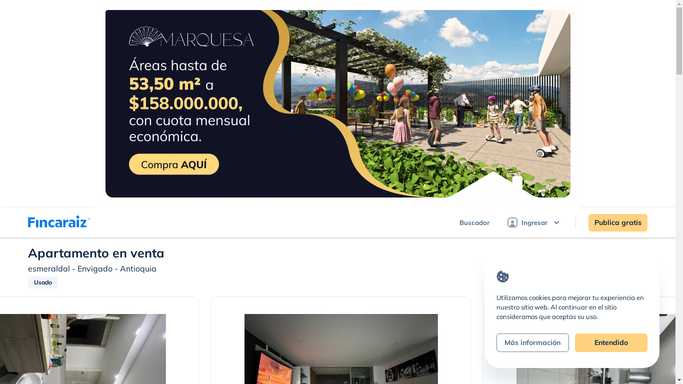 MARQUESA
Áreas hasta de
53,50 m² a
$158.000.000,
con cuota mensual
económica.
Compra AQUÍ
Fincaraiz
Buscador
Ingresar
Publica gratis
Apartamento en venta
esmeraldal - Envigado - Antioquia
Usado
Utilizamos cookies para mejorar tu experiencia en
nuestro sitio web. Al continuar en el sitio
consideramos que aceptas su uso.
Más información
Entendido